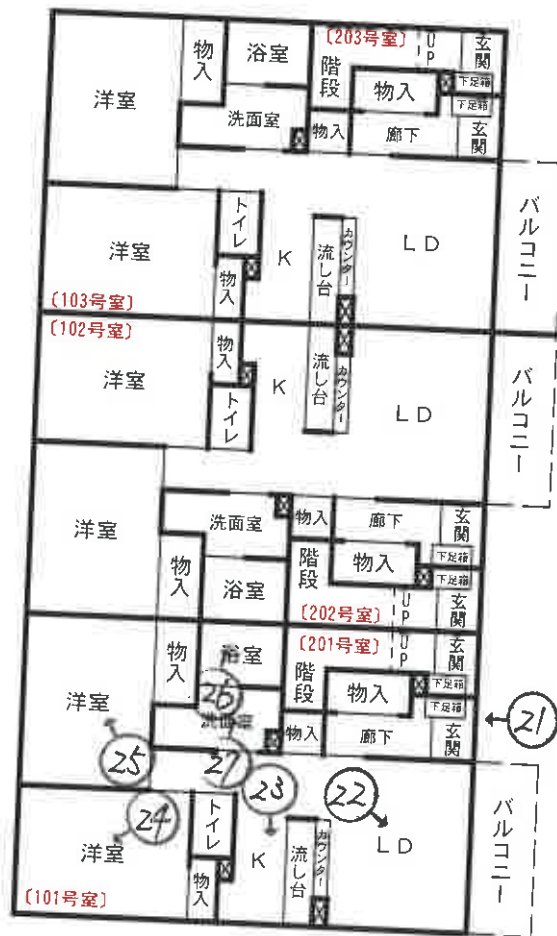 〔203号室〕
UP
玄関
物入
浴室
階段
物入
下足箱
洋室
洗面室
物入
廊下
下足箱
玄関
バルコニー
洋室
トイレ
K
流し台
カウンター
LD
物入
〔103号室〕
〔102号室〕
物入
洋室
トイレ
K
流し台
カウンター
LD
バルコニー
洋室
洗面室
物入
廊下
玄関
物入
下足箱
物入
浴室
階段
下足箱
〔202号室〕
UP
玄関
〔201号室〕
UP
玄関
物入
浴室
階段
物入
下足箱
洋室
26
洗面室
物入
廊下
下足箱
玄関
21
25
27
23
22
24
洋室
トイレ
K
流し台
カウンター
LD
バルコニー
物入
〔101号室〕